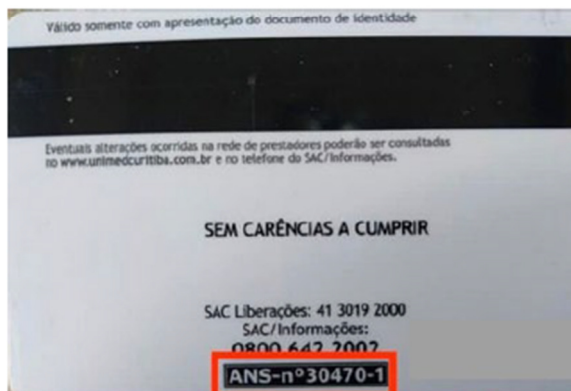 Válido somente com apresentação do documento de identidade
Eventuais alterações ocorridas na rede de prestadores poderão ser consultadas
no www.unimedcuritiba.com.br e no telefone do SAC/Informações.
SEM CARÊNCIAS A CUMPRIR
SAC Liberações: 41 3019 2000
SAC/Informações:
0800 642 2002
ANS-nº30470-1